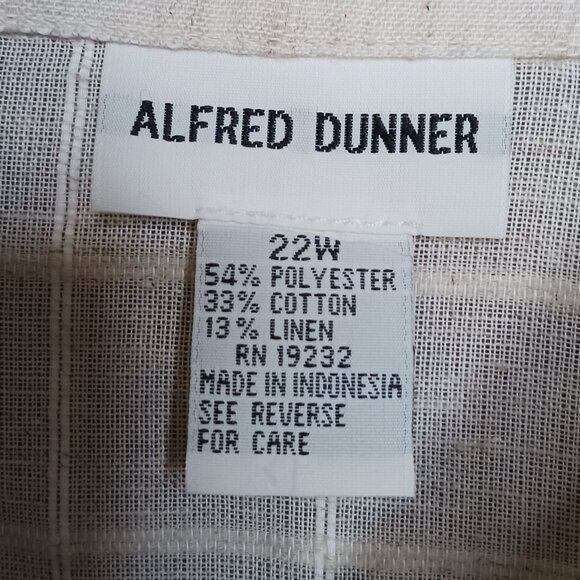 ALFRED DUNNER
22W
54% POLYESTER
33% COTTON
13% LINEN
RN 19232
MADE IN INDONESIA
SEE REVERSE
FOR CARE